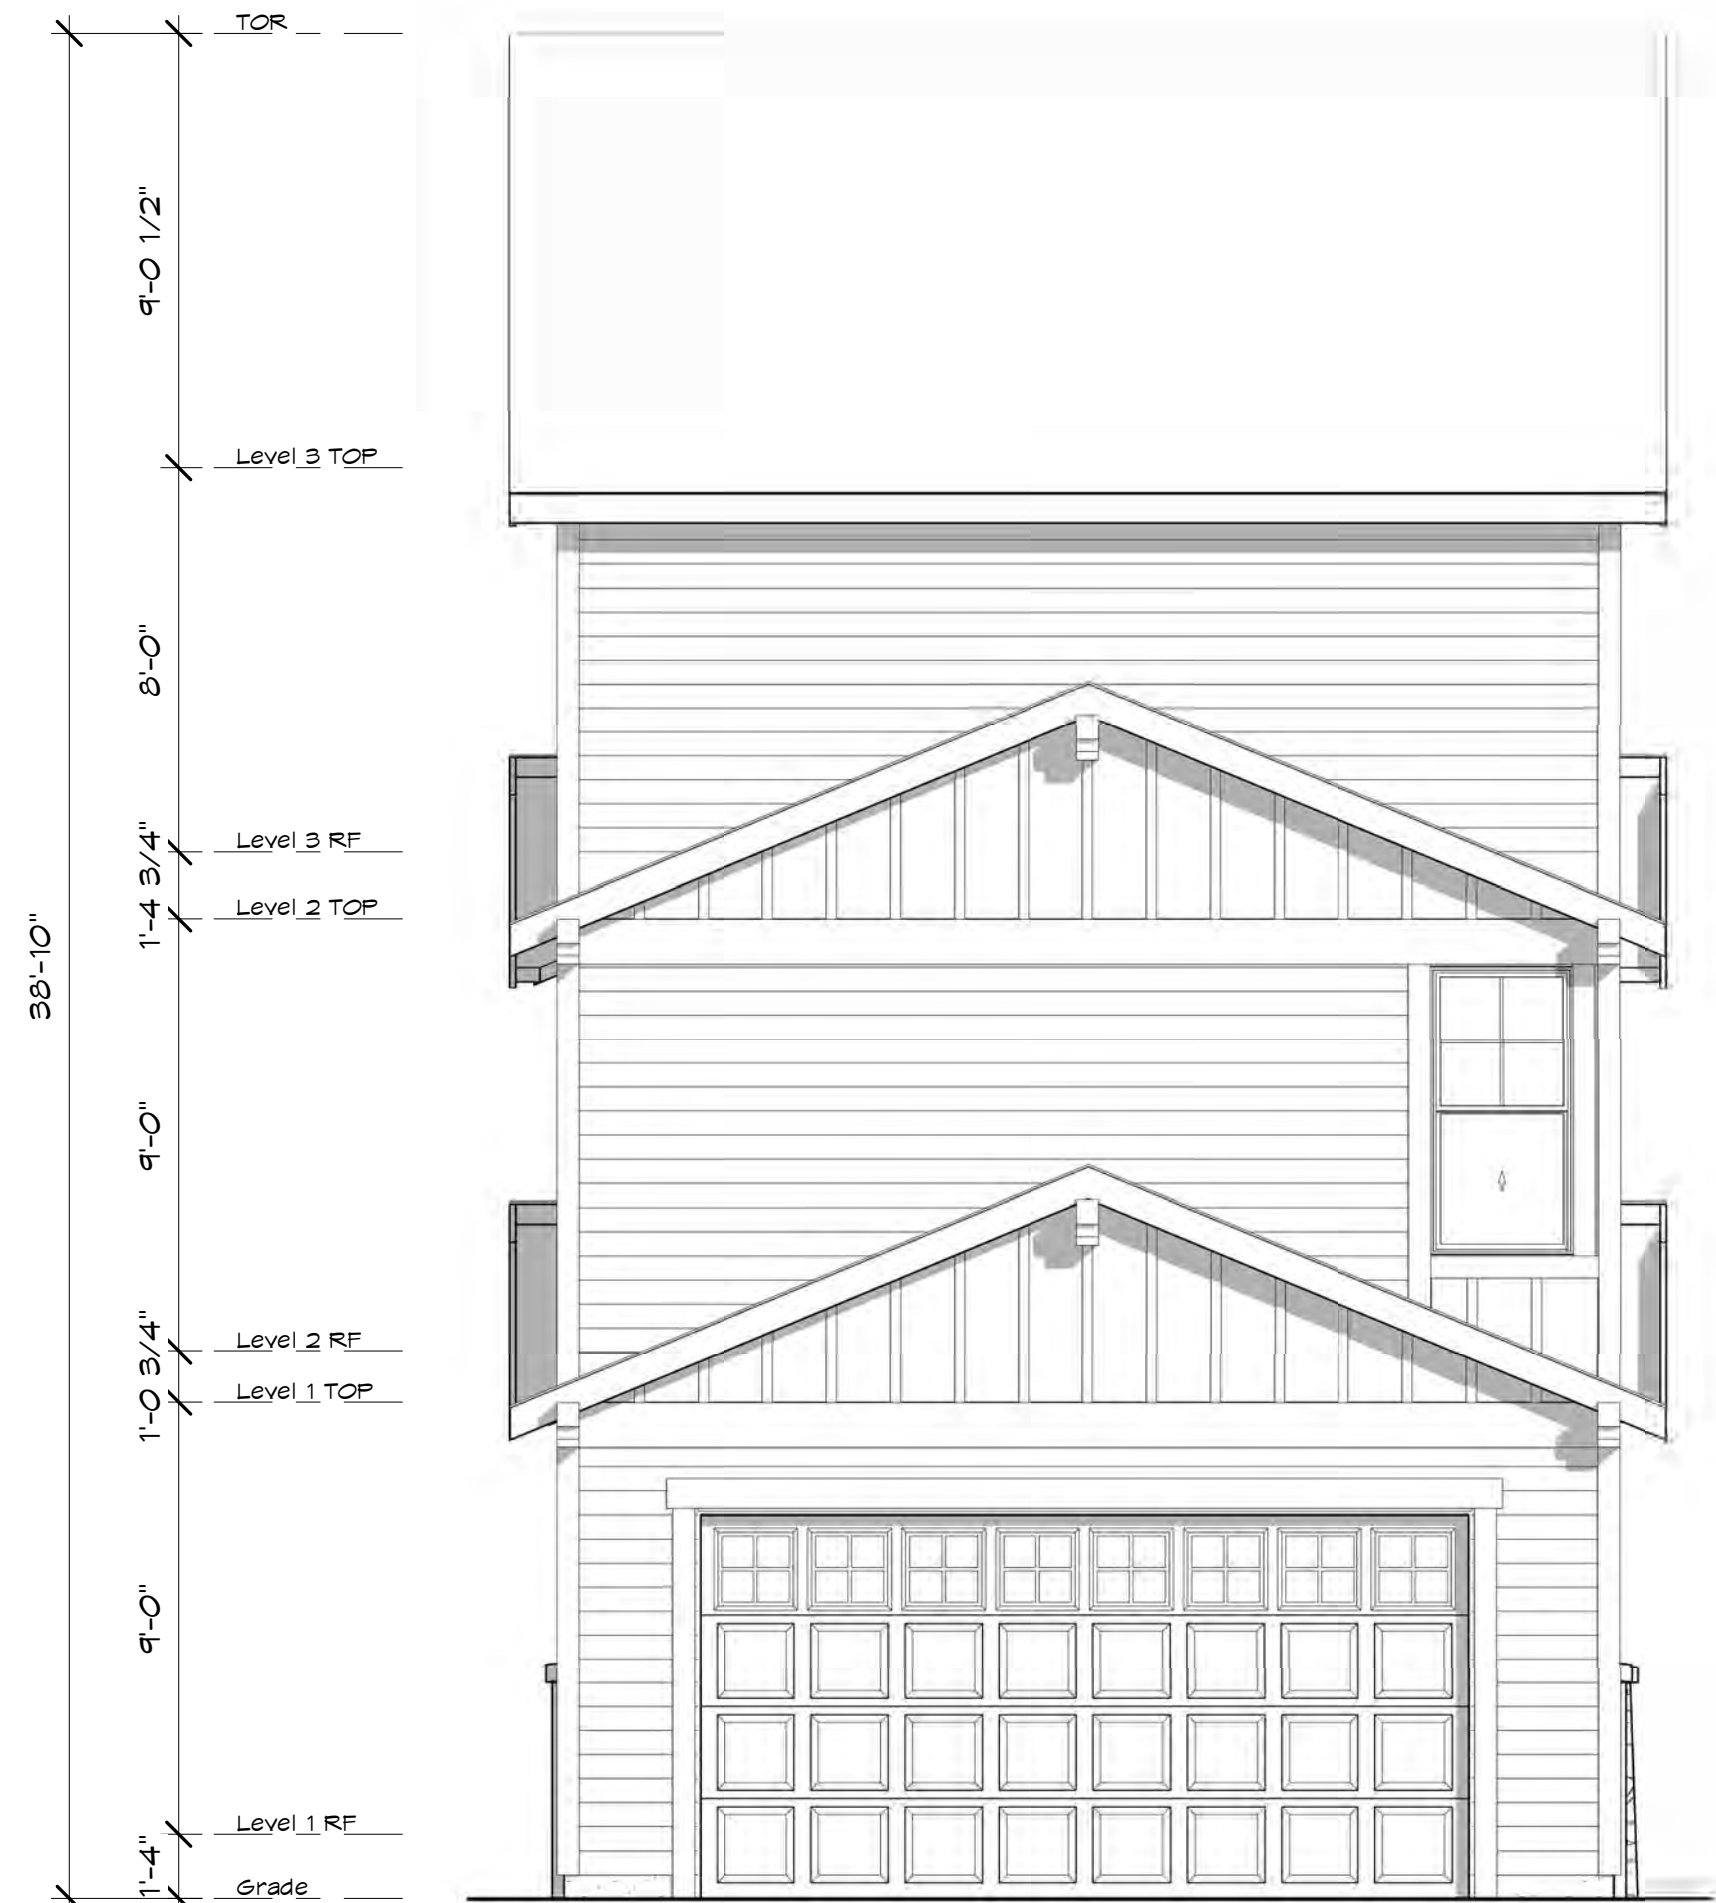 TOR
9'-0 1/2"
Level 3 TOP
8'-0"
Level 3 RF
1'-4 3/4"
Level 2 TOP
38'-10"
9'-0"
Level 2 RF
1'-0 3/4"
Level 1 TOP
9'-0"
Level 1 RF
1'-4"
Grade